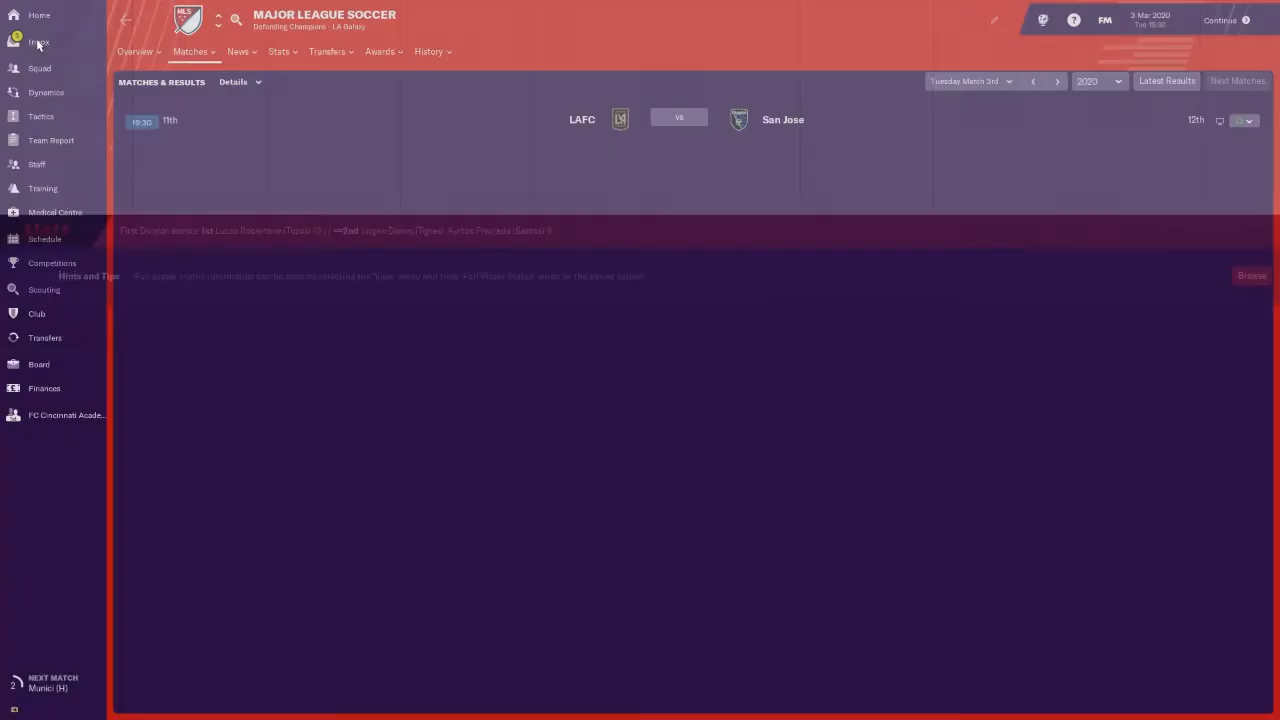 Home
MAJOR LEAGUE SOCCER
Defending Champions - LA Galaxy
3 Mar 2020
Tue 19:30
Continue
FM
3
Inbox
Overview
Matches
News
Stats
Transfers
Awards
History
Squad
MATCHES & RESULTS
Details
Tuesday March 3rd
2020
Latest Results
Next Matches
Dynamics
Tactics
19:30
11th
LAFC
vs
San Jose
12th
Team Report
Staff
Training
Medical Centre
Schedule
Competitions
Hints and Tips
Browse
Scouting
Club
Transfers
Board
Finances
FC Cincinnati Acade...
2
NEXT MATCH
Munici (H)